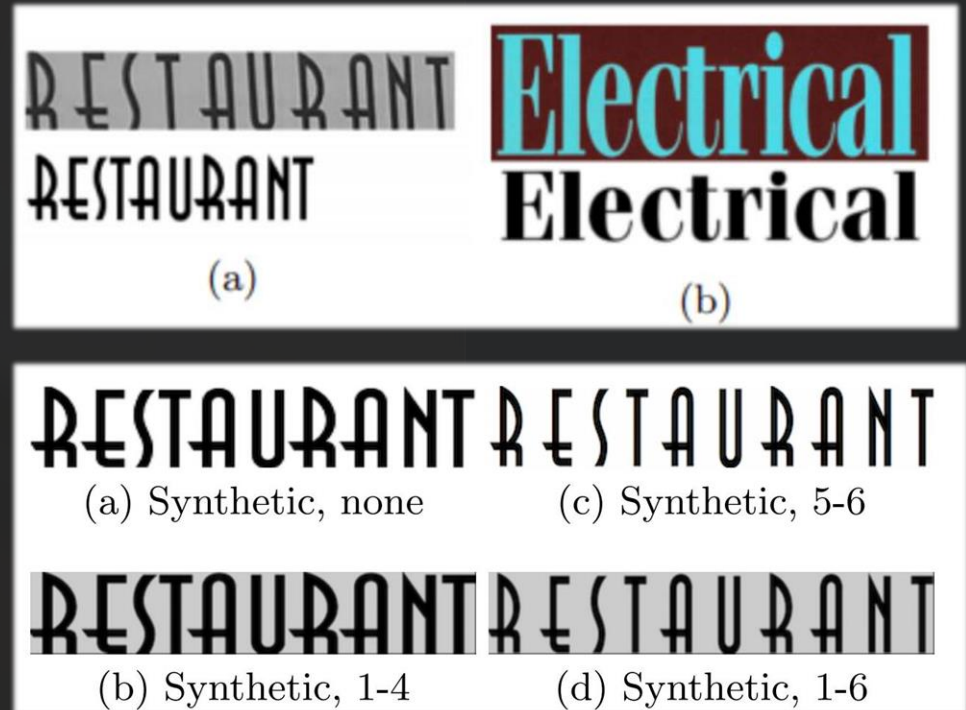 RESTAURANT
RESTAURANT
(a)
Electrical
Electrical
(b)
RESTAURANT
(a) Synthetic, none
RESTAURANT
(c) Synthetic, 5-6
RESTAURANT
(b) Synthetic, 1-4
RESTAURANT
(d) Synthetic, 1-6